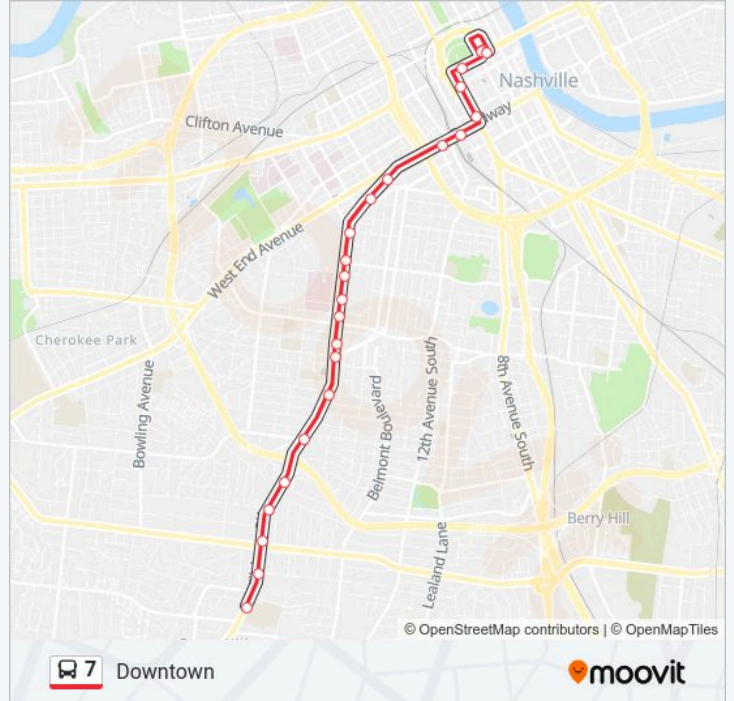 Nashville
Clifton Avenue
West End Avenue
Cherokee Park
Bowling Avenue
Belmont Boulevard
12th Avenue South
8th Avenue South
Berry Hill
Lealand Lane
© OpenStreetMap contributors | © OpenMapTiles
7 Downtown
moovit